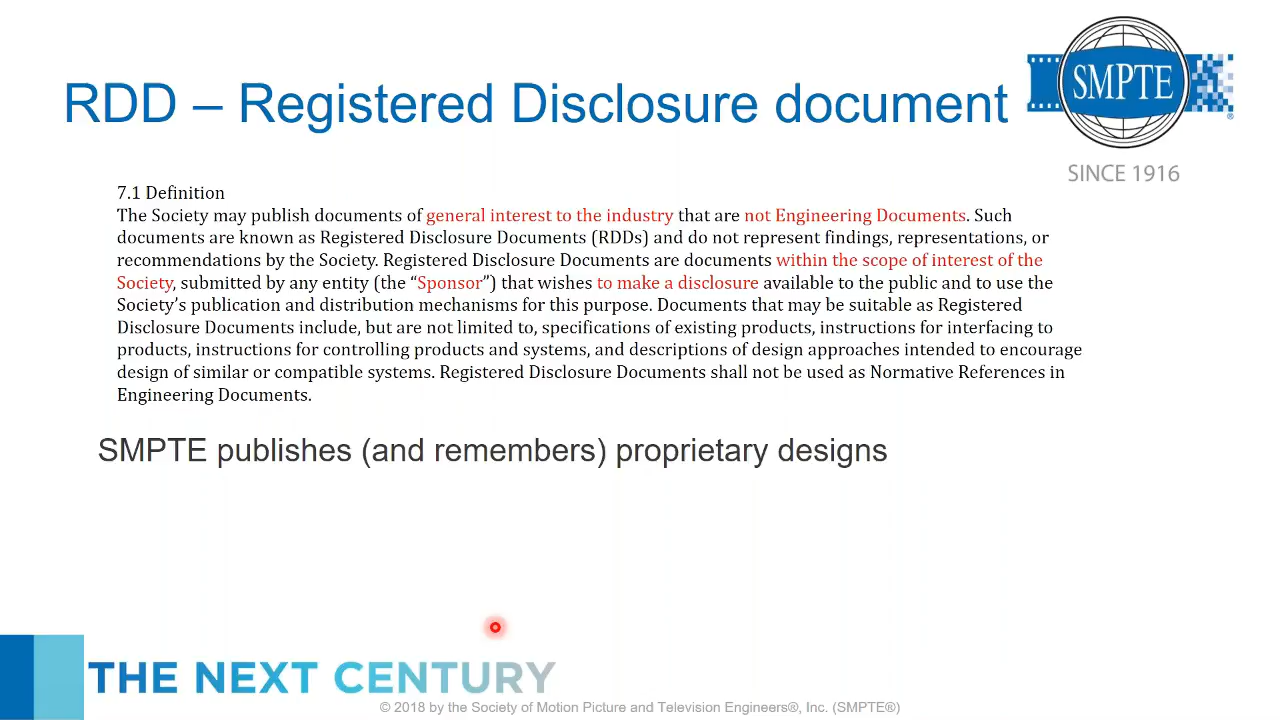 RDD – Registered Disclosure document
SMPTE
®
SINCE 1916
7.1 Definition
The Society may publish documents of general interest to the industry that are not Engineering Documents. Such
documents are known as Registered Disclosure Documents (RDDs) and do not represent findings, representations, or
recommendations by the Society. Registered Disclosure Documents are documents within the scope of interest of the
Society, submitted by any entity (the “Sponsor”) that wishes to make a disclosure available to the public and to use the
Society’s publication and distribution mechanisms for this purpose. Documents that may be suitable as Registered
Disclosure Documents include, but are not limited to, specifications of existing products, instructions for interfacing to
products, instructions for controlling products and systems, and descriptions of design approaches intended to encourage
design of similar or compatible systems. Registered Disclosure Documents shall not be used as Normative References in
Engineering Documents.
SMPTE publishes (and remembers) proprietary designs
THE NEXT CENTURY
© 2018 by the Society of Motion Picture and Television Engineers®, Inc. (SMPTE®)